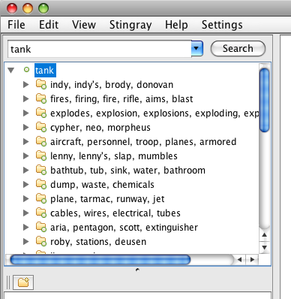 File Edit View Stingray Help Settings
tank Search
tank
indy, indy's, brody, donovan
fires, firing, fire, rifle, aims, blast
explodes, explosion, explosions, exploding, exp
cypher, neo, morpheus
aircraft, personnel, troop, planes, armored
lenny, lenny's, slap, mumbles
bathtub, tub, sink, water, bathroom
dump, waste, chemicals
plane, tarmac, runway, jet
cables, wires, electrical, tubes
aria, pentagon, scott, extinguisher
roby, stations, deusen